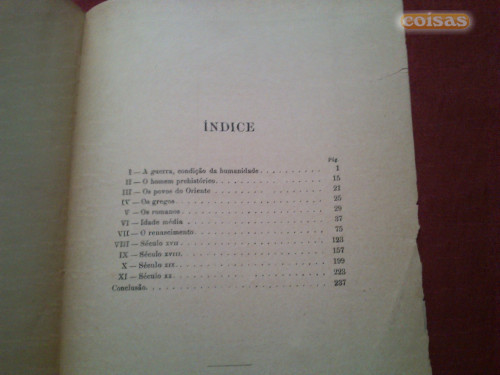 coisas
ÍNDICE
Pág.
I — A guerra, condição da humanidade 1
II — O homem prehistórico 15
III — Os povos do Oriente 21
IV — Os gregos 25
V — Os romanos 29
VI — Idade média 57
VII — O renascimento 75
VIII — Século XVII 123
IX — Século XVIII 157
X — Século XIX 199
XI — Século XX 223
Conclusão 237